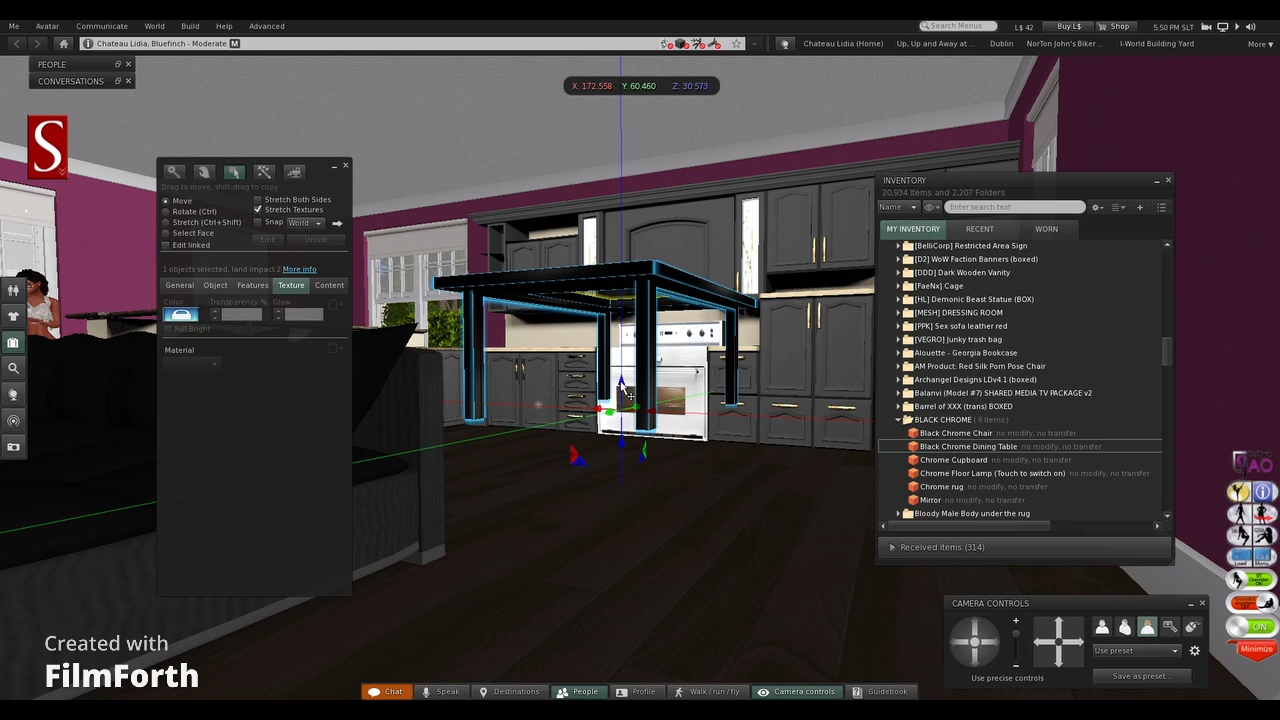 Me Avatar Communicate World Build Help Advanced
Search Menus L$ 42 Buy L$ Shop 5:50 PM SLT
Chateau Lidia, Bluefinch - Moderate M
Chateau Lidia (Home) Up, Up and Away at ... Dublin NorTon John's Biker ... I-World Building Yard More ▼
PEOPLE
CONVERSATIONS
X: 172.558 Y: 60.460 Z: 30.573
S
Drag to move, shift-drag to copy
Move
Rotate (Ctrl)
Stretch (Ctrl+Shift)
Select Face
Edit linked
Stretch Both Sides
Stretch Textures
Snap World
Link Unlink
1 objects selected, land impact 2 More info
General Object Features Texture Content
Color Transparency % Glow
Full Bright
Material
INVENTORY
20,934 Items and 2,207 Folders
Name Enter search text
MY INVENTORY RECENT WORN
[BelliCorp] Restricted Area Sign
[D2] WoW Faction Banners (boxed)
[DDD] Dark Wooden Vanity
[FaeNx] Cage
[HL] Demonic Beast Statue (BOX)
[MESH] DRESSING ROOM
[PPK] Sex sofa leather red
[VEGRO] Junky trash bag
Alouette - Georgia Bookcase
AM Product: Red Silk Porn Pose Chair
Archangel Designs LDv4.1 (boxed)
Balanvi (Model #7) SHARED MEDIA TV PACKAGE v2
Barrel of XXX (trans) BOXED
BLACK CHROME ( 6 Items )
Black Chrome Chair no modify, no transfer
Black Chrome Dining Table no modify, no transfer
Chrome Cupboard no modify, no transfer
Chrome Floor Lamp (Touch to switch on) no modify, no transfer
Chrome rug no modify, no transfer
Mirror no modify, no transfer
Bloody Male Body under the rug
Received items (314)
AO
Load Menu
ON
Minimize
CAMERA CONTROLS
Use preset
Use precise controls
Save as preset...
Created with
FilmForth
Chat Speak Destinations People Profile Walk / run / fly Camera controls Guidebook